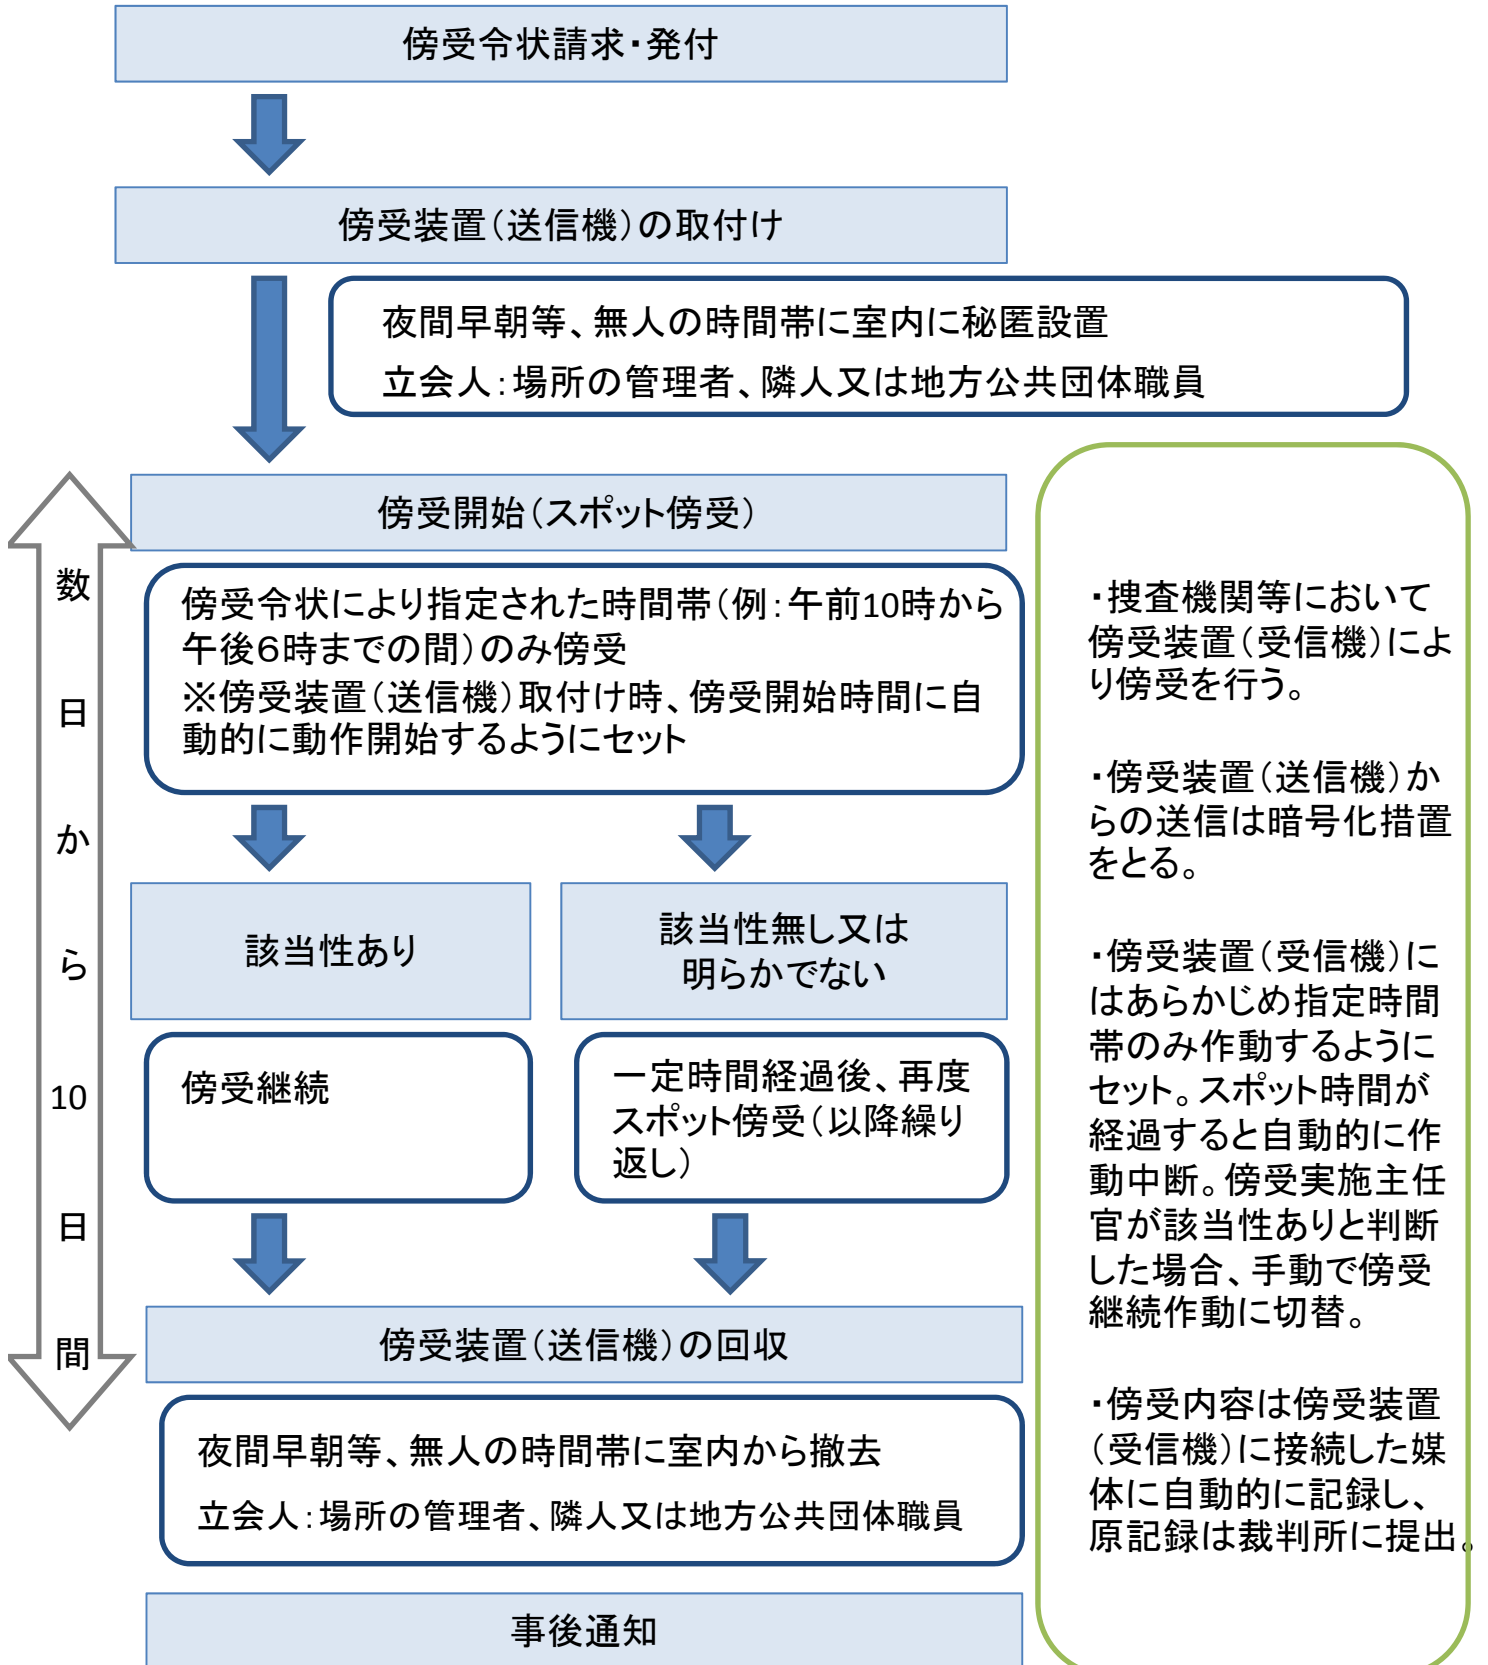 傍受令状請求・発付
傍受装置（送信機）の取付け
夜間早朝等、無人の時間帯に室内に秘匿設置
立会人：場所の管理者、隣人又は地方公共団体職員
数日から10日間
傍受開始（スポット傍受）
傍受令状により指定された時間帯（例：午前10時から
午後６時までの間）のみ傍受
※傍受装置（送信機）取付け時、傍受開始時間に自
動的に動作開始するようにセット
該当性あり
該当性無し又は
明らかでない
傍受継続
一定時間経過後、再度
スポット傍受（以降繰り
返し）
傍受装置（送信機）の回収
夜間早朝等、無人の時間帯に室内から撤去
立会人：場所の管理者、隣人又は地方公共団体職員
事後通知
・捜査機関等において
傍受装置（受信機）によ
り傍受を行う。
・傍受装置（送信機）か
らの送信は暗号化措置
をとる。
・傍受装置（受信機）に
はあらかじめ指定時間
帯のみ作動するように
セット。スポット時間が
経過すると自動的に作
動中断。傍受実施主任
官が該当性ありと判断
した場合、手動で傍受
継続作動に切替。
・傍受内容は傍受装置
（受信機）に接続した媒
体に自動的に記録し、
原記録は裁判所に提出。